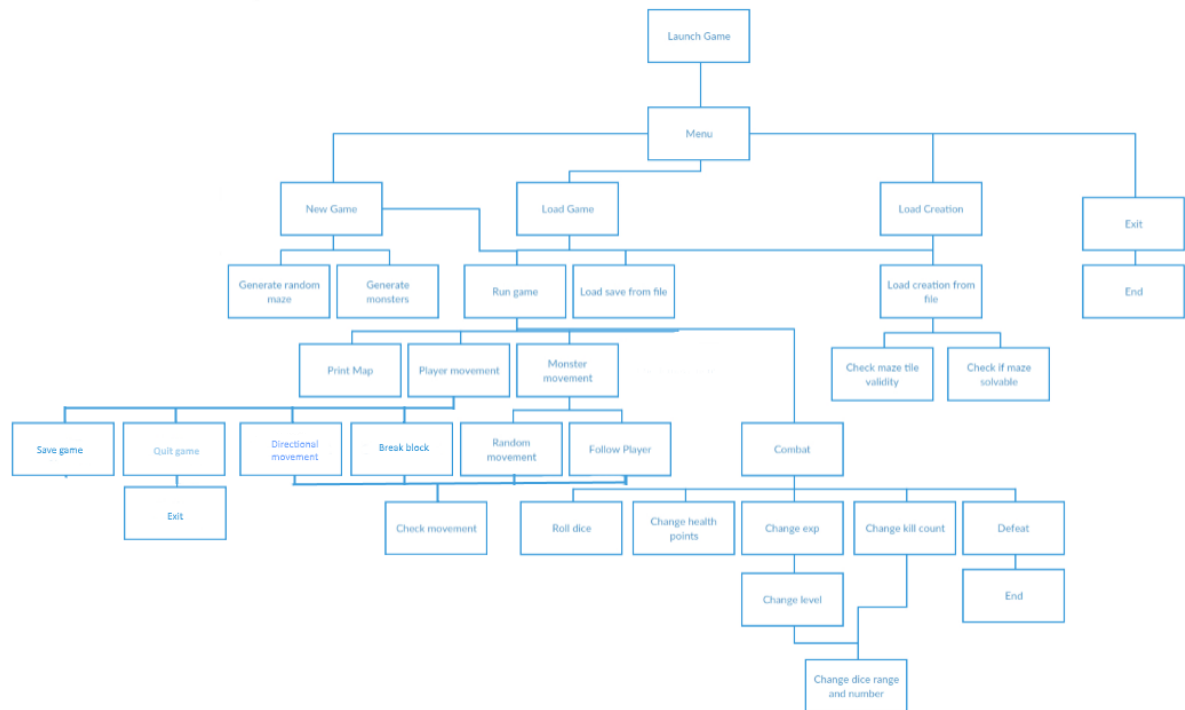 Launch Game
Menu
New Game
Load Game
Load Creation
Exit
Generate random
maze
Generate
monsters
Run game
Load save from file
Load creation from
file
End
Print Map
Player movement
Monster
movement
Check maze tile
validity
Check if maze
solvable
Save game
Quit game
Directional
movement
Break block
Random
movement
Follow Player
Combat
Exit
Check movement
Roll dice
Change health
points
Change exp
Change kill count
Defeat
Change level
End
Change dice range
and number